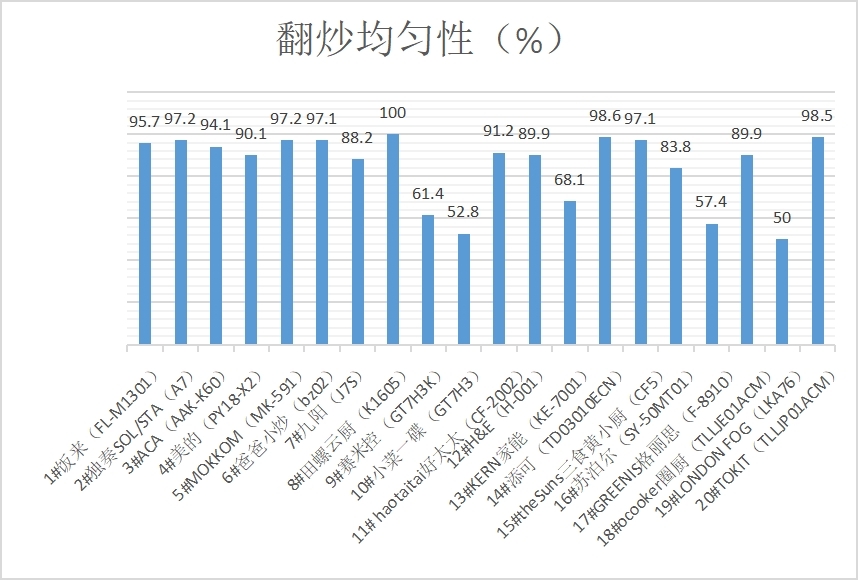 翻炒均匀性（%）
95.7
97.2
94.1
90.1
97.2
97.1
88.2
100
61.4
52.8
91.2
89.9
68.1
98.6
97.1
83.8
57.4
89.9
50
98.5
1#饭来（FL-M1301）
2#独奏SOL/STA（A7）
3#ACA（AAK-K60）
4#美的（PY18-X2）
5#MOKKOM（MK-591）
6#爸爸小炒（bz02）
7#九阳（J7S）
8#田螺云厨（K1605）
9#赛米控（GT7H3K）
10#小菜一碟（GT7H3）
11# haotaitai好太太（CF-2002）
12#H&E（H-001）
13#KERN家能（KE-7001）
14#添可（TD03010ECN）
15#theSuns三食黄小厨（CF5）
16#苏泊尔（SY-50MT01）
17#GREENIS格丽思（F-8910）
18#ocooker圈厨（TLLJE01ACM）
19#LONDON FOG（LKA76）
20#TOKIT（TLLJP01ACM）